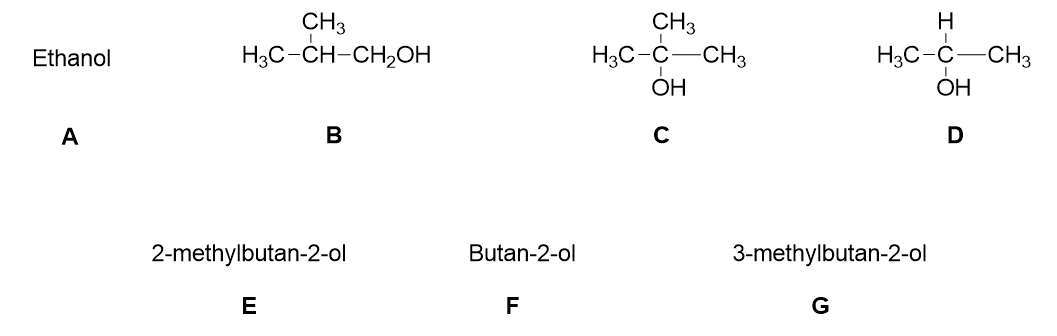 CH₃ CH₃ H
Ethanol H₃C–CH–CH₂OH H₃C–C–CH₃ H₃C–C–CH₃
OH OH
A B C D
2-methylbutan-2-ol Butan-2-ol 3-methylbutan-2-ol
E F G